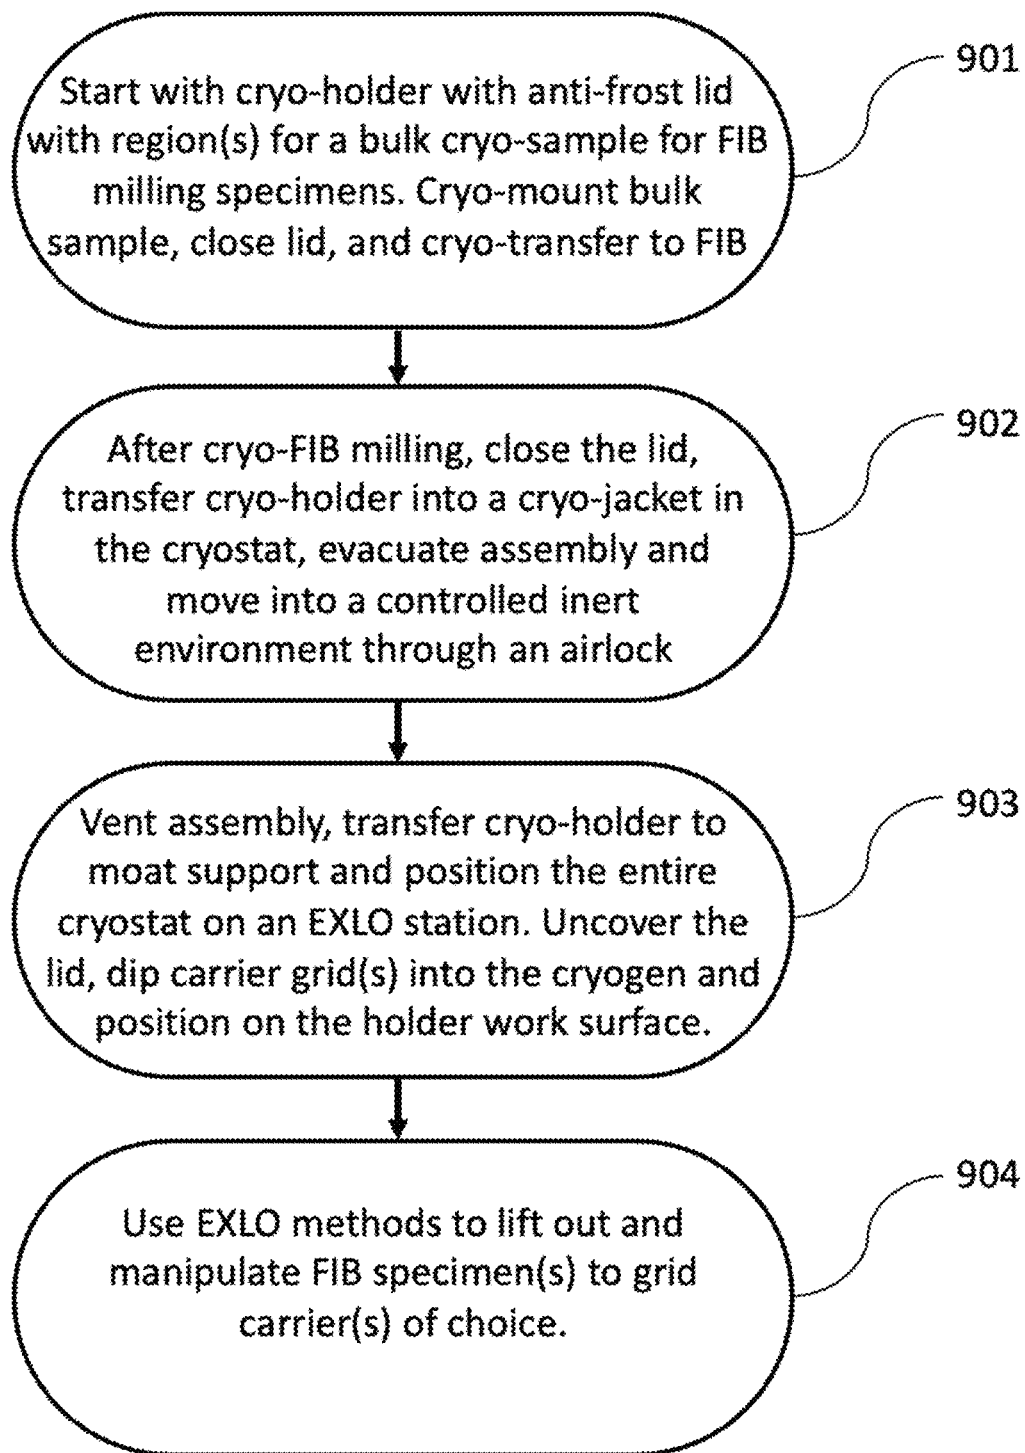 Start with cryo-holder with anti-frost lid
with region(s) for a bulk cryo-sample for FIB
milling specimens. Cryo-mount bulk
sample, close lid, and cryo-transfer to FIB
901
After cryo-FIB milling, close the lid,
transfer cryo-holder into a cryo-jacket in
the cryostat, evacuate assembly and
move into a controlled inert
environment through an airlock
902
Vent assembly, transfer cryo-holder to
moat support and position the entire
cryostat on an EXLO station. Uncover the
lid, dip carrier grid(s) into the cryogen and
position on the holder work surface.
903
Use EXLO methods to lift out and
manipulate FIB specimen(s) to grid
carrier(s) of choice.
904